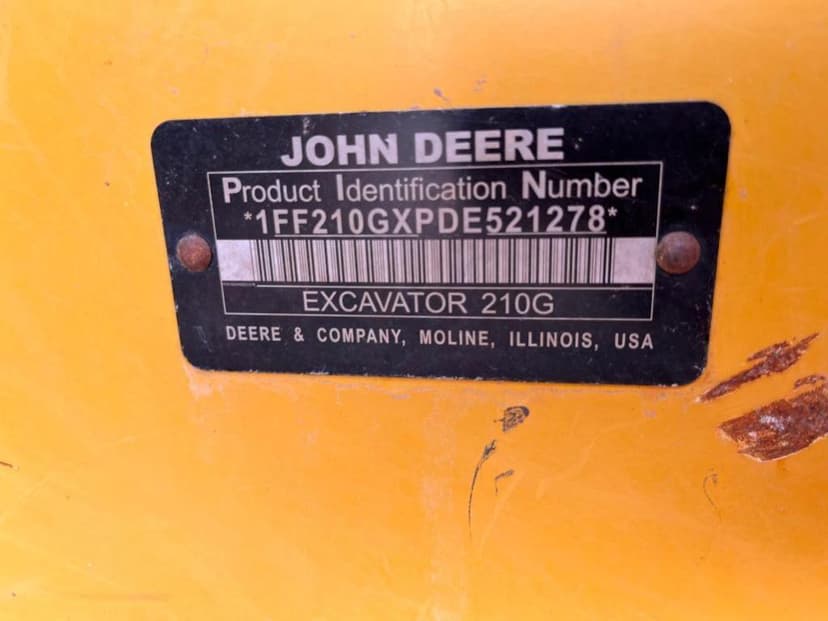 JOHN DEERE
Product Identification Number
*1FF210GXPDE521278*
EXCAVATOR 210G
DEERE & COMPANY, MOLINE, ILLINOIS, USA